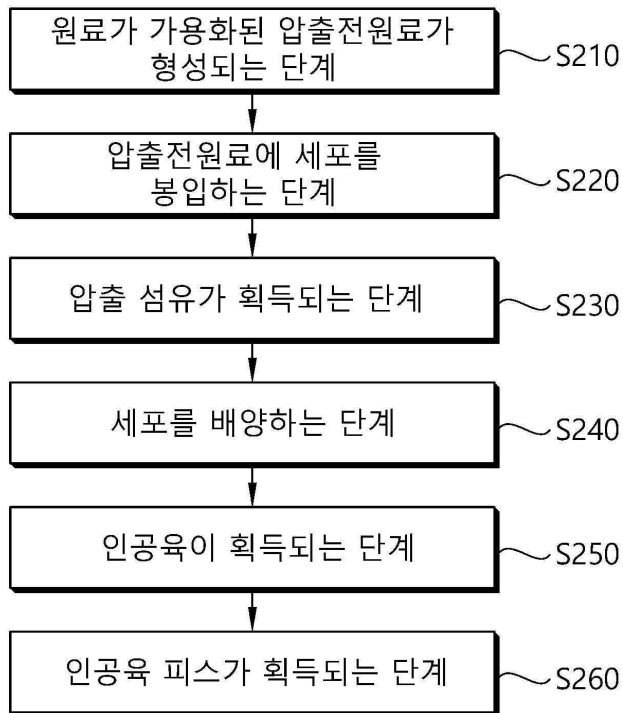 원료가 가용화된 압출전원료가
형성되는 단계
S210
압출전원료에 세포를
봉입하는 단계
S220
압출 섬유가 획득되는 단계
S230
세포를 배양하는 단계
S240
인공육이 획득되는 단계
S250
인공육 피스가 획득되는 단계
S260